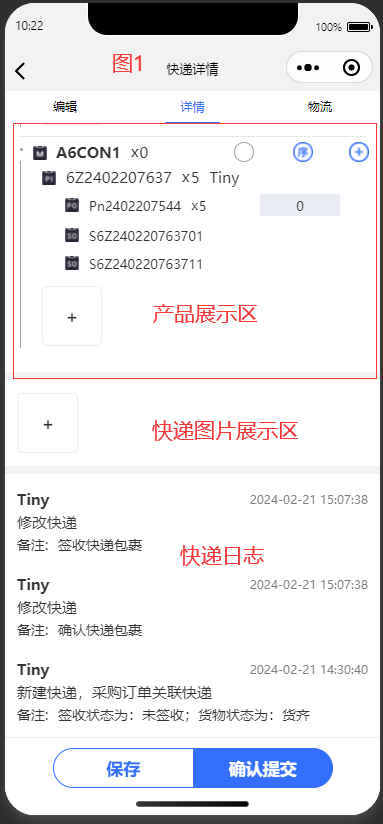 10:22
100%
图1
快递详情
编辑 详情 物流
M A6CON1 x0 序
PI 6Z2402207637 x5 Tiny
PO Pn2402207544 x5 0
SO S6Z240220763701
SO S6Z240220763711
+
产品展示区
+
快递图片展示区
Tiny 2024-02-21 15:07:38
修改快递
备注: 签收快递包裹
快递日志
Tiny 2024-02-21 15:07:38
修改快递
备注: 确认快递包裹
Tiny 2024-02-21 14:30:40
新建快递，采购订单关联快递
备注: 签收状态为：未签收；货物状态为：货齐
保存 确认提交